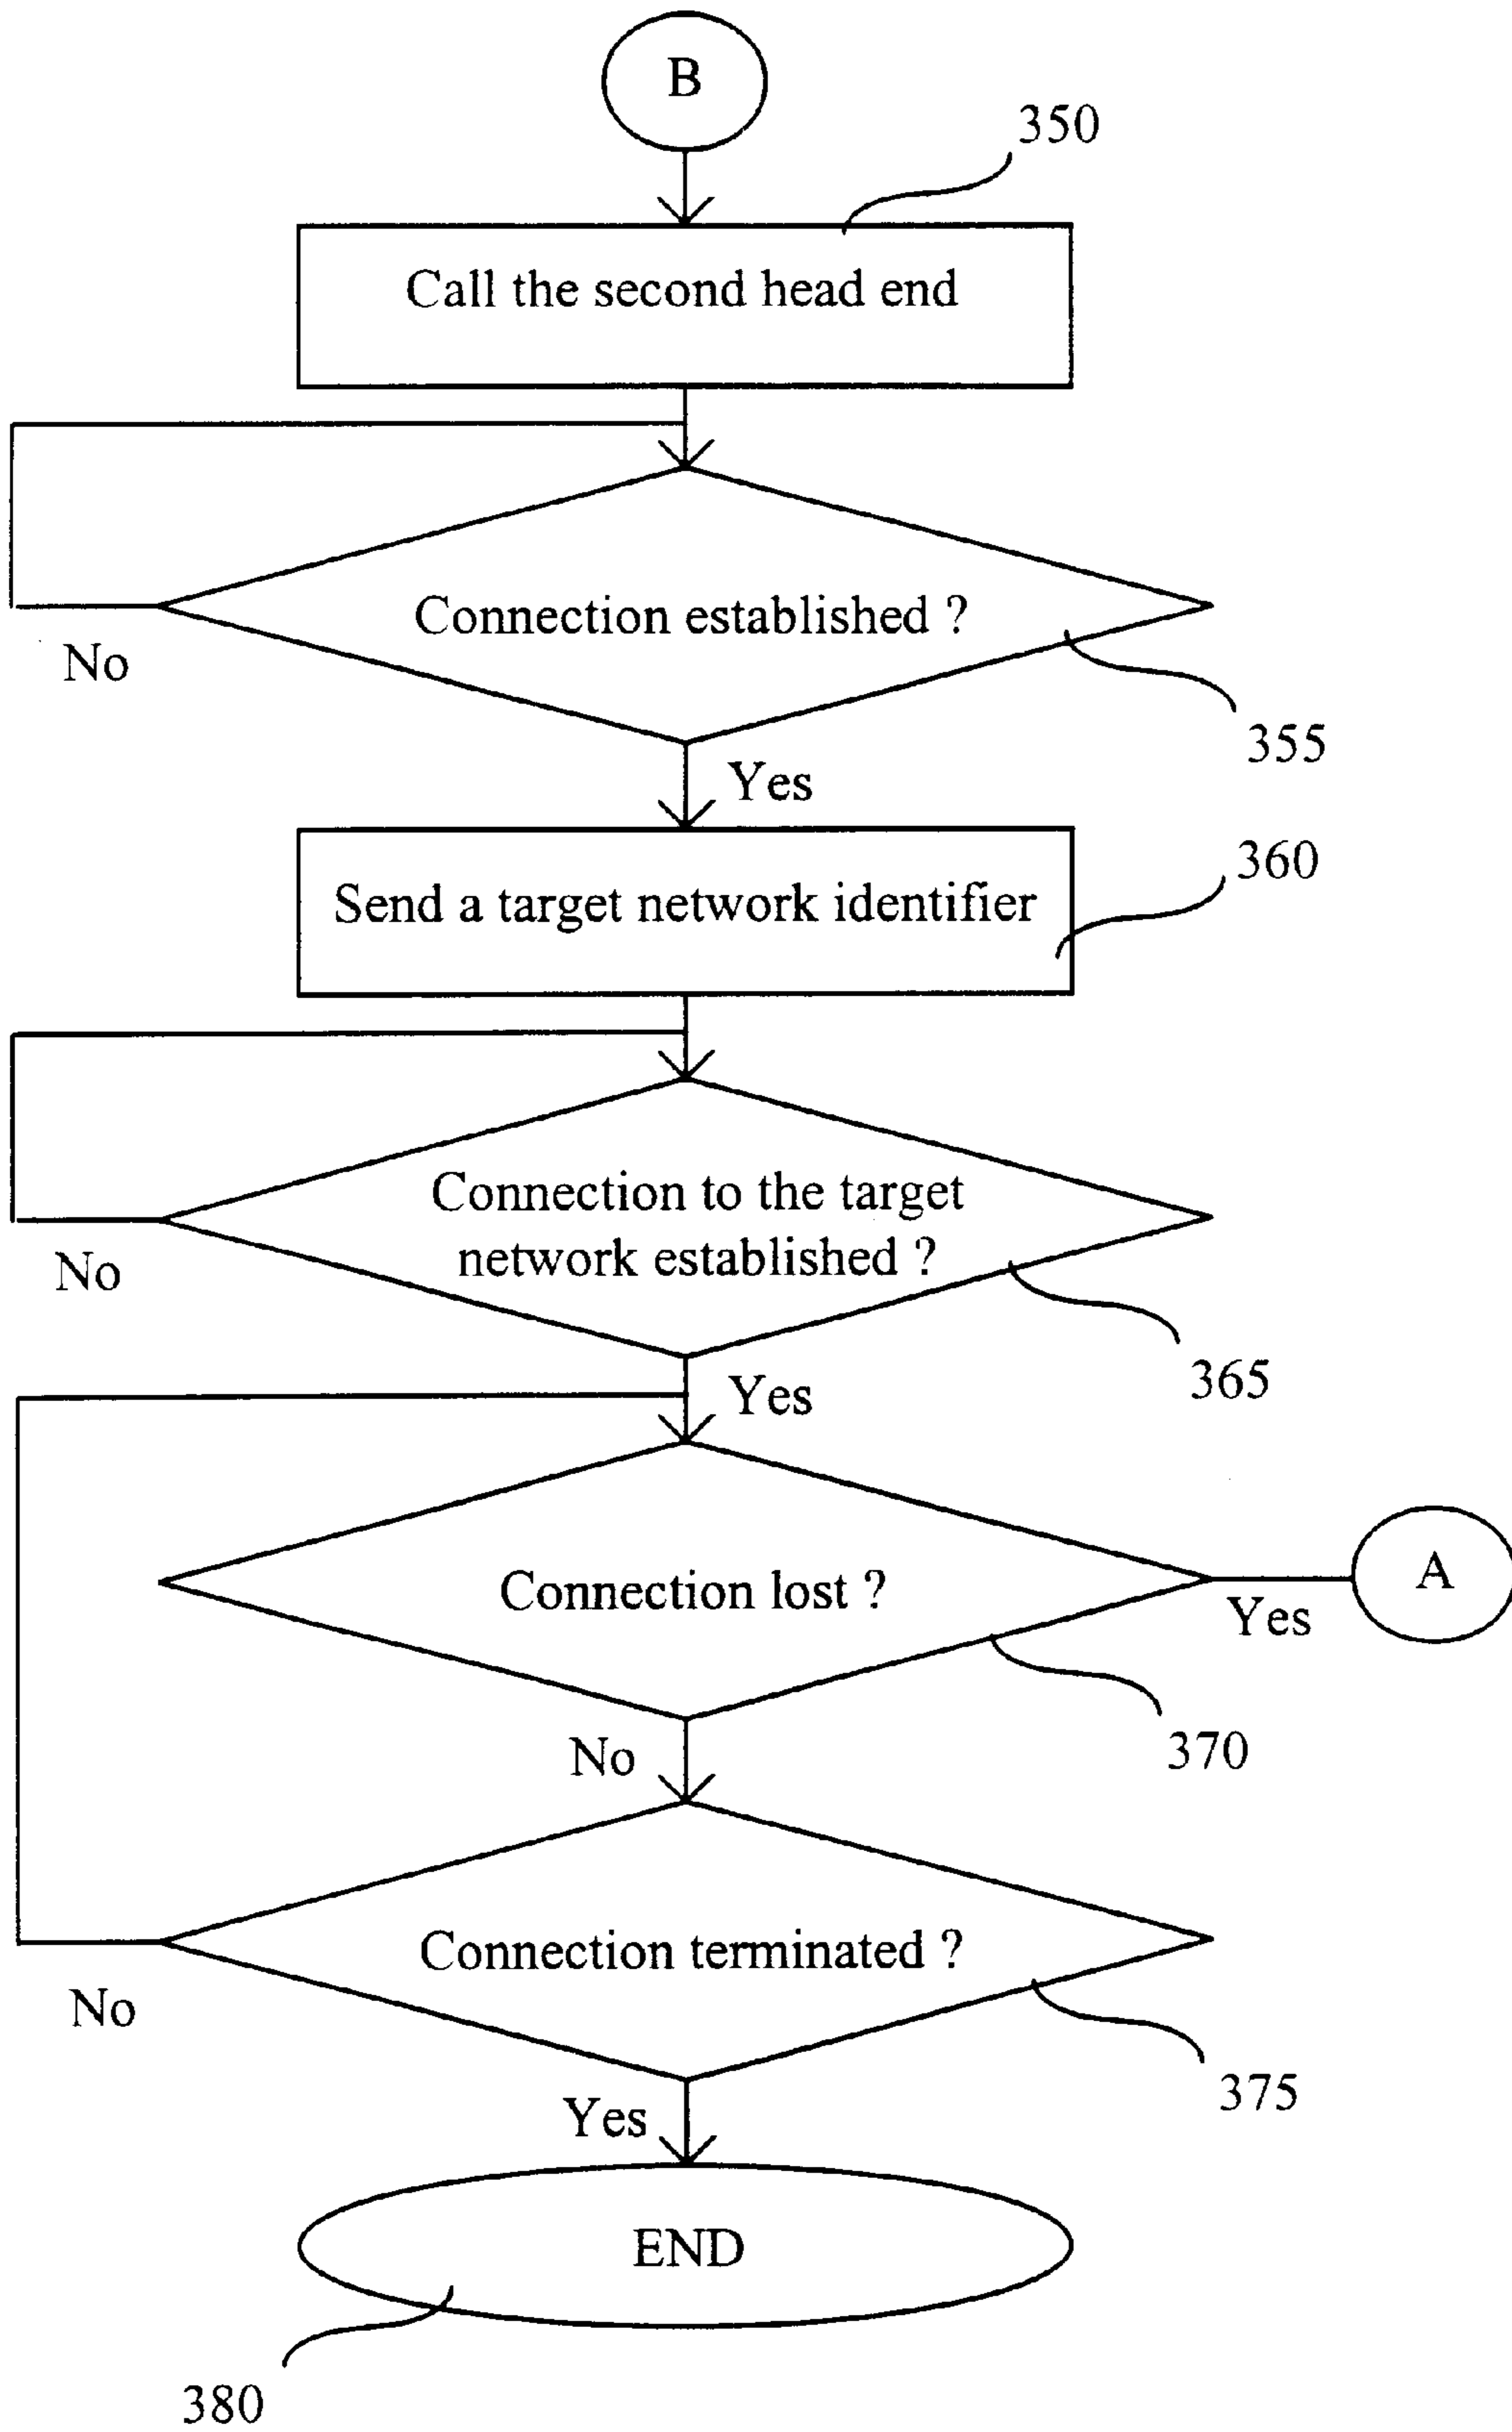 B
350
Call the second head end
Connection established ?
No
355
Yes
360
Send a target network identifier
Connection to the target
network established ?
No
365
Yes
Connection lost ?
A
Yes
370
No
Connection terminated ?
No
375
Yes
END
380